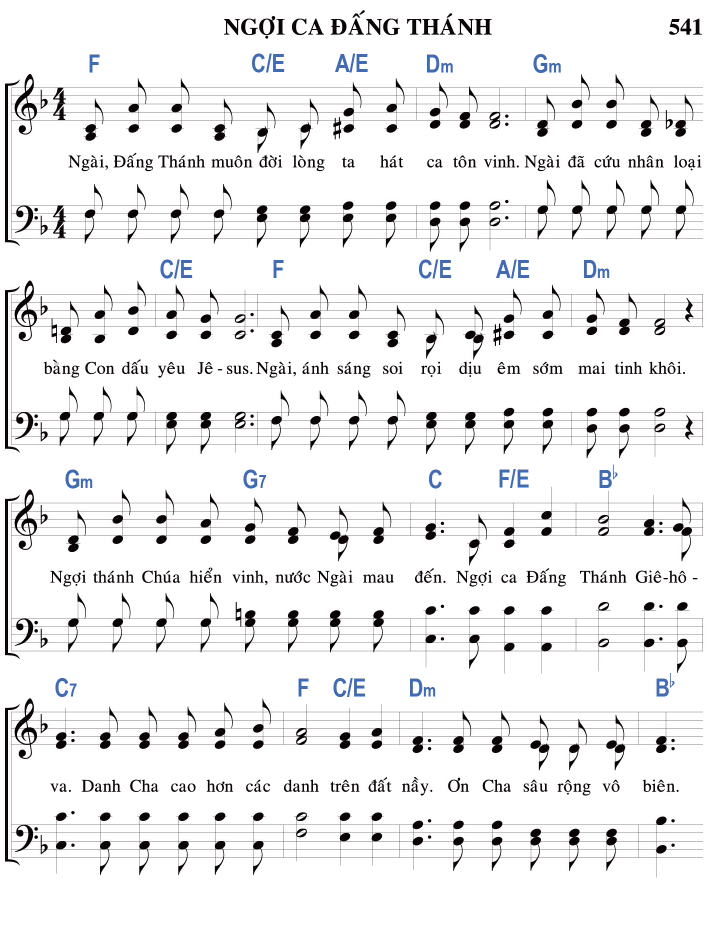 NGỢI CA ĐẤNG THÁNH 541
F C/E A/E Dm Gm
Ngài, Đấng Thánh muôn đời lòng ta hát ca tôn vinh. Ngài đã cứu nhân loại
C/E F C/E A/E Dm
bằng Con dấu yêu Jê - sus. Ngài, ánh sáng soi rọi dịu êm sớm mai tinh khôi.
Gm G7 C F/E B♭
Ngợi thánh Chúa hiển vinh, nước Ngài mau đến. Ngợi ca Đấng Thánh Giê-hô -
C7 F C/E Dm B♭
va. Danh Cha cao hơn các danh trên đất nầy. Ơn Cha sâu rộng vô biên.